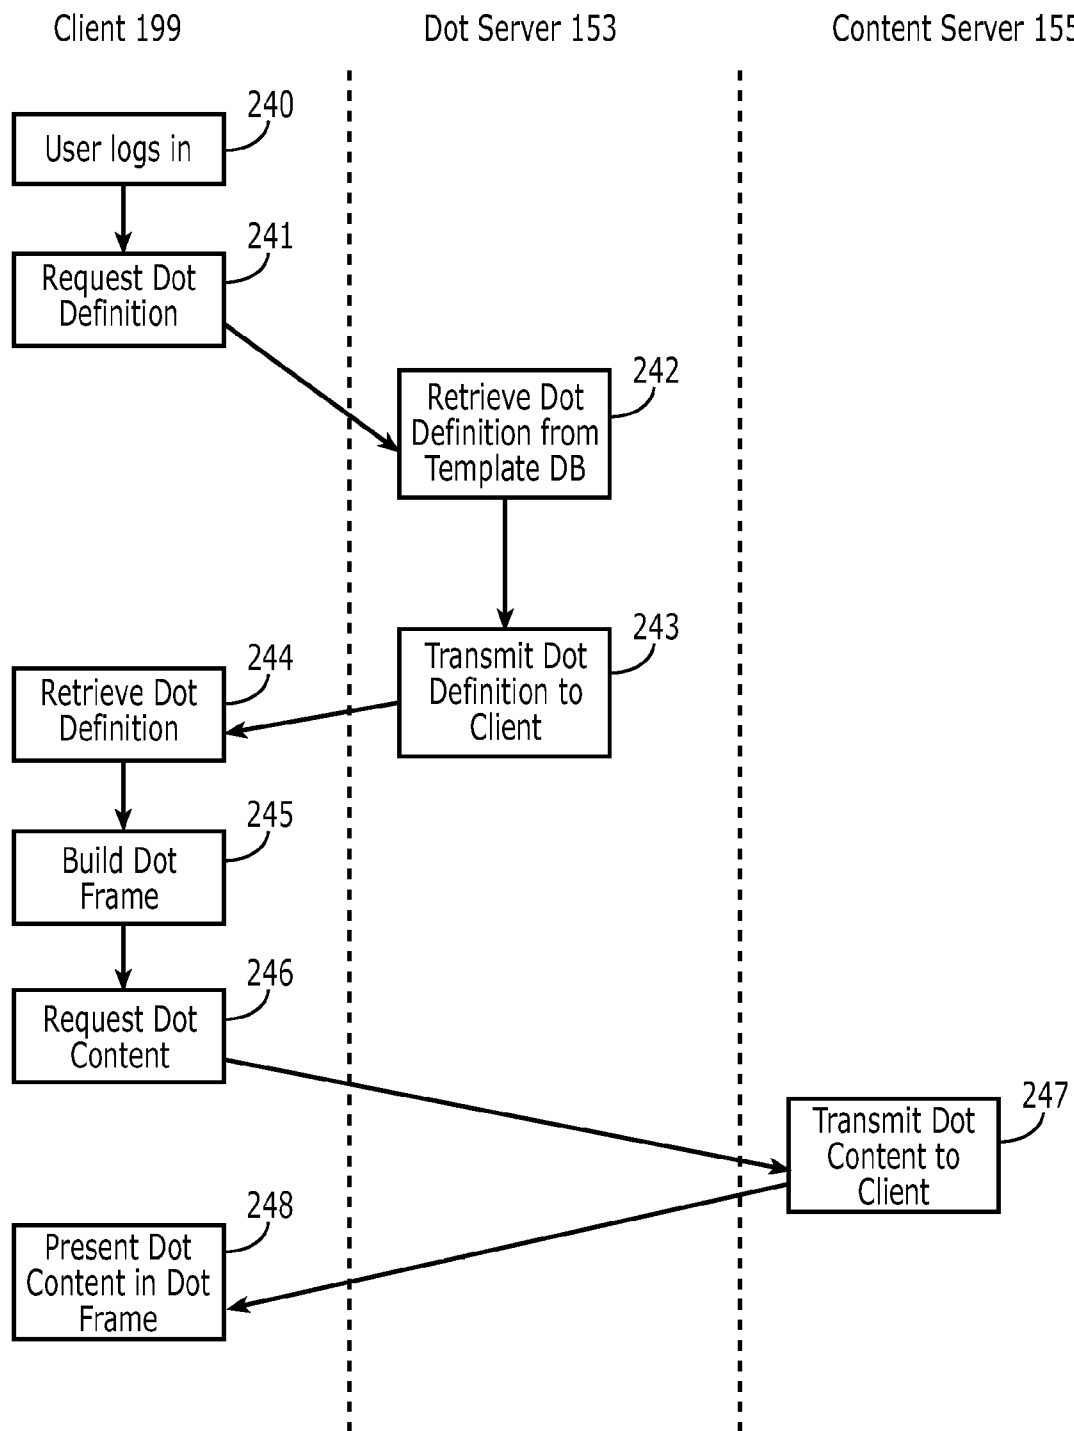 Client 199
Dot Server 153
Content Server 155
240
User logs in
241
Request Dot
Definition
242
Retrieve Dot
Definition from
Template DB
243
Transmit Dot
Definition to
Client
244
Retrieve Dot
Definition
245
Build Dot
Frame
246
Request Dot
Content
247
Transmit Dot
Content to
Client
248
Present Dot
Content in Dot
Frame